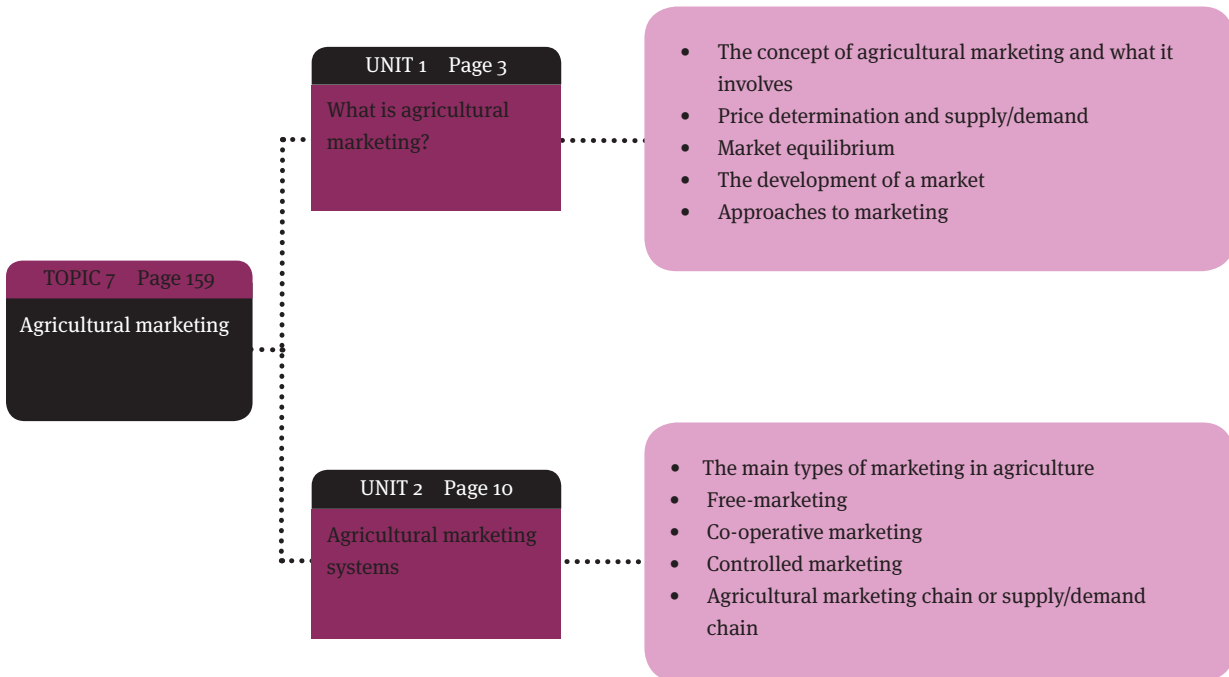 TOPIC 7 Page 159
Agricultural marketing
UNIT 1 Page 3
What is agricultural
marketing?
• The concept of agricultural marketing and what it
involves
• Price determination and supply/demand
• Market equilibrium
• The development of a market
• Approaches to marketing
UNIT 2 Page 10
Agricultural marketing
systems
• The main types of marketing in agriculture
• Free-marketing
• Co-operative marketing
• Controlled marketing
• Agricultural marketing chain or supply/demand
chain